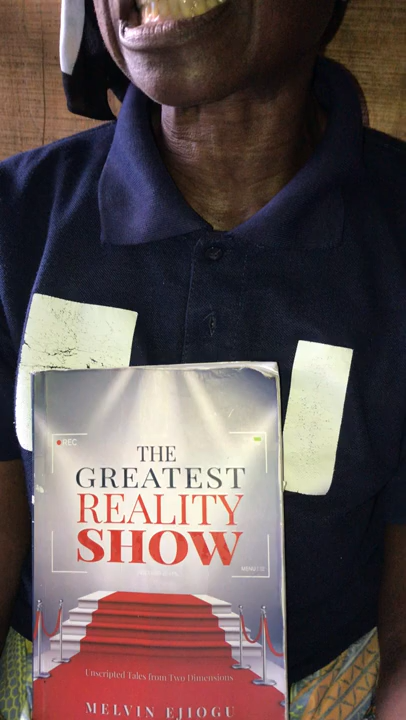 REC
THE
GREATEST
REALITY
SHOW
Unscripted Tales from Two Dimensions
MELVIN EJIOGU